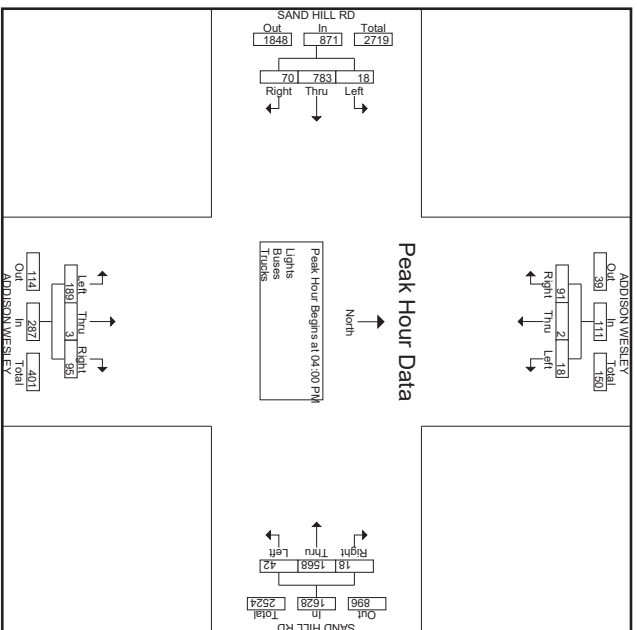 SAND HILL RD
Out In Total
1848 871 2719
70 783 18
Right Thru Left
Peak Hour Data
North
Peak Hour Begins at 04:00 PM
Lights
Buses
Trucks
ADDISON WESLEY
Out In Total
114 287 401
189 3 95
Left Thru Right
Out In Total
39 111 150
91 2 18
Right Thru Left
ADDISON WESLEY
Left Thru Right
42 1568 18
Out In Total
896 1628 2524
SAND HILL RD